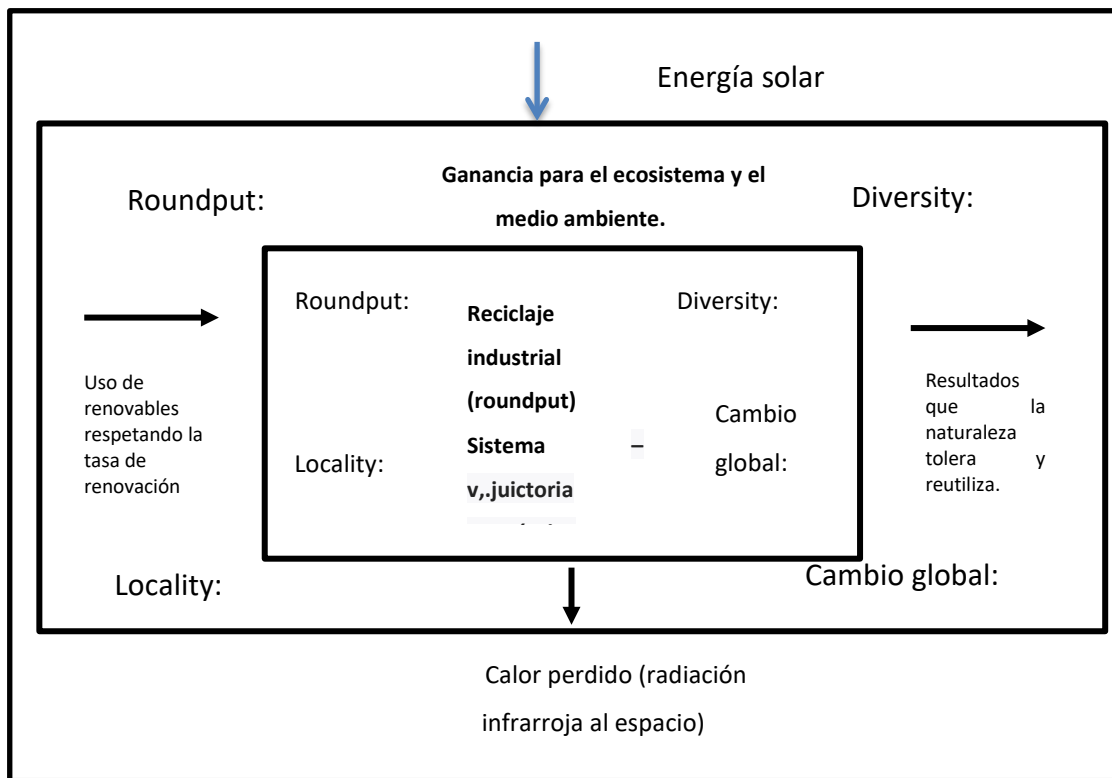 Energía solar
Ganancia para el ecosistema y el
medio ambiente.
Roundput:
Diversity:
Roundput:
Reciclaje
industrial
(roundput)
Sistema –
v,.juictoria
Diversity:
Locality:
Cambio
global:
Uso de
renovables
respetando la
tasa de
renovación
Resultados
que la
naturaleza
tolera y
reutiliza.
Locality:
Cambio global:
Calor perdido (radiación
infrarroja al espacio)